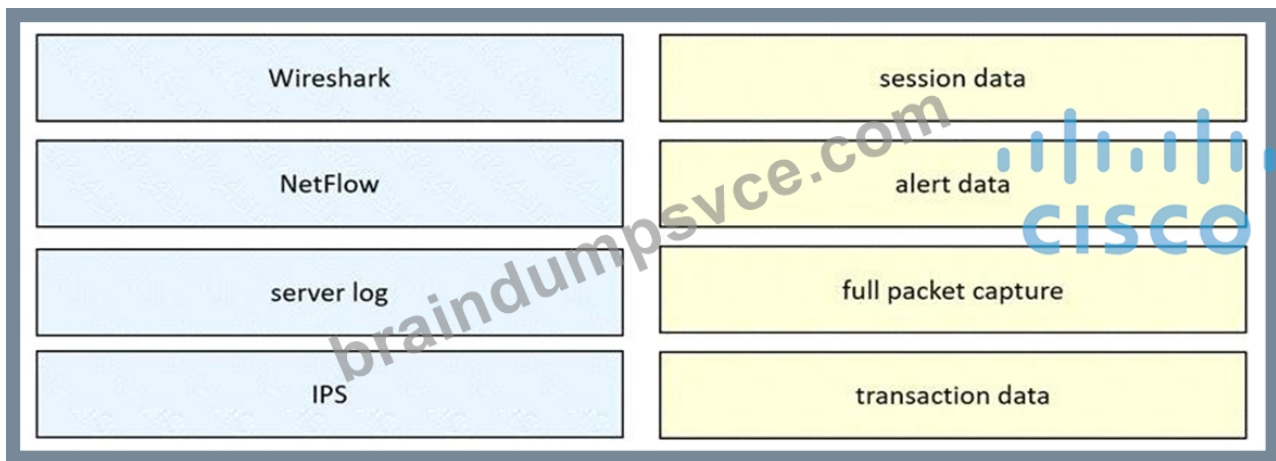 Wireshark
session data
NetFlow
alert data
server log
full packet capture
IPS
transaction data
braindumpsvce.com
CISCO